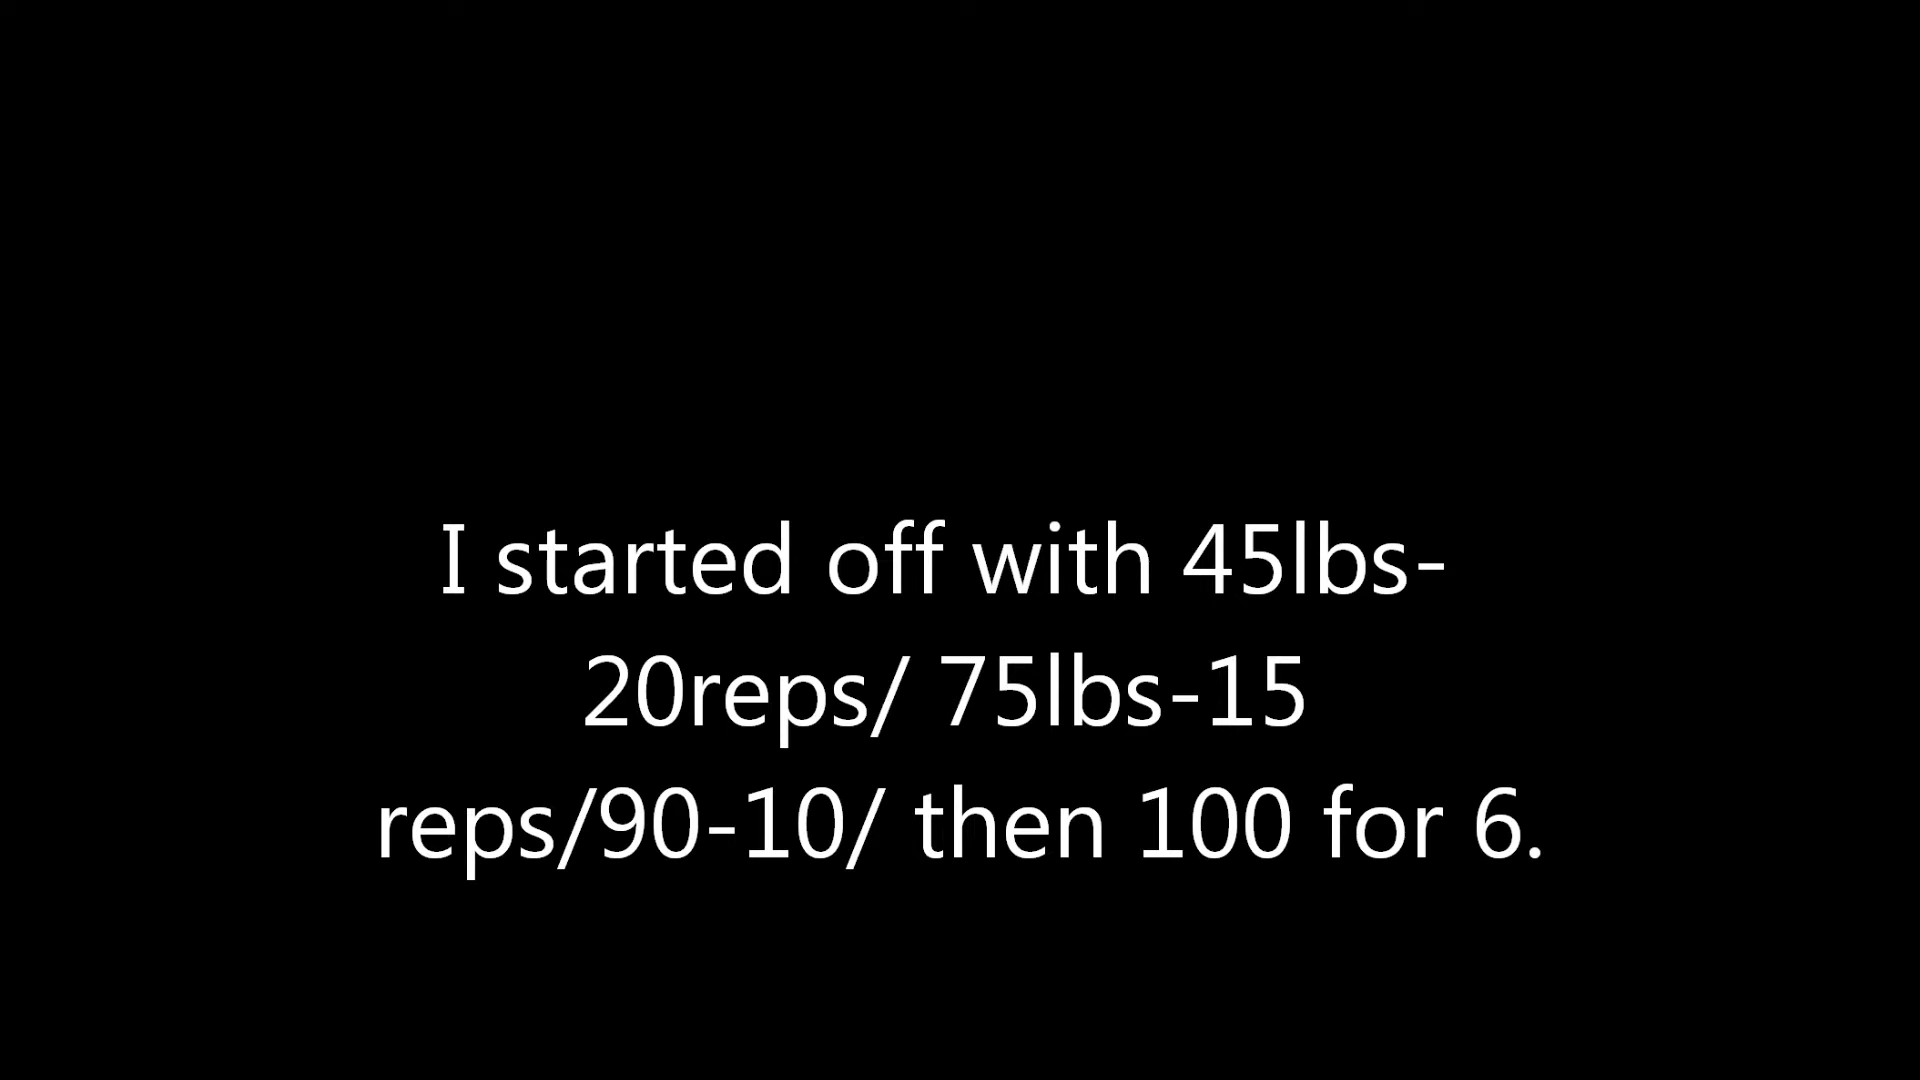 I started off with 45lbs-
20reps/ 75lbs-15
reps/90-10/ then 100 for 6.